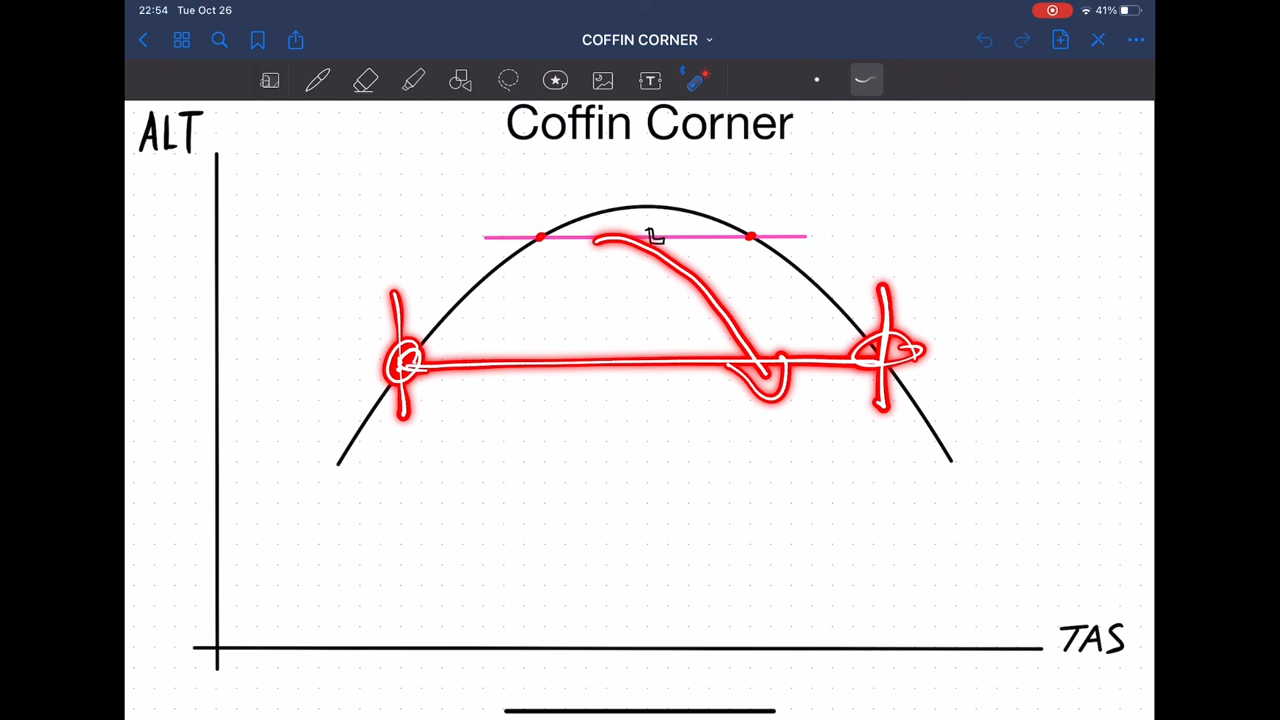 22:54 Tue Oct 26
41%
COFFIN CORNER
Coffin Corner
ALT
TAS